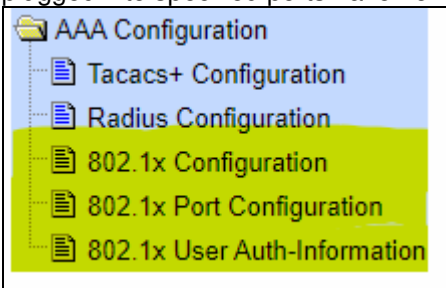 AAA Configuration
Tacacs+ Configuration
Radius Configuration
802.1x Configuration
802.1x Port Configuration
802.1x User Auth-Information